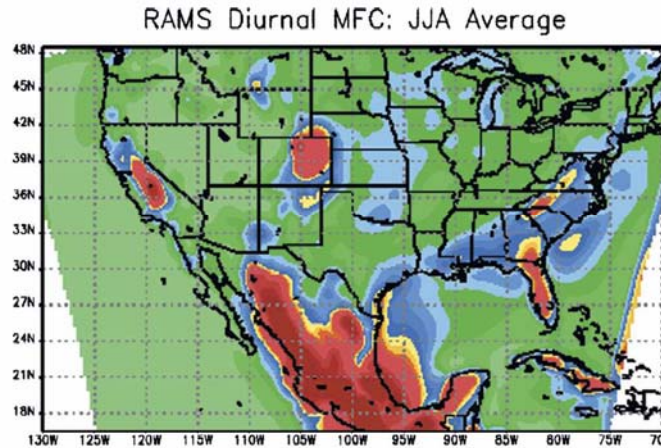 RAMS Diurnal MFC: JJA Average
48N
45N
42N
39N
36N
33N
30N
27N
24N
21N
18N
130W 125W 120W 115W 110W 105W 100W 95W 90W 85W 80W 75W 70